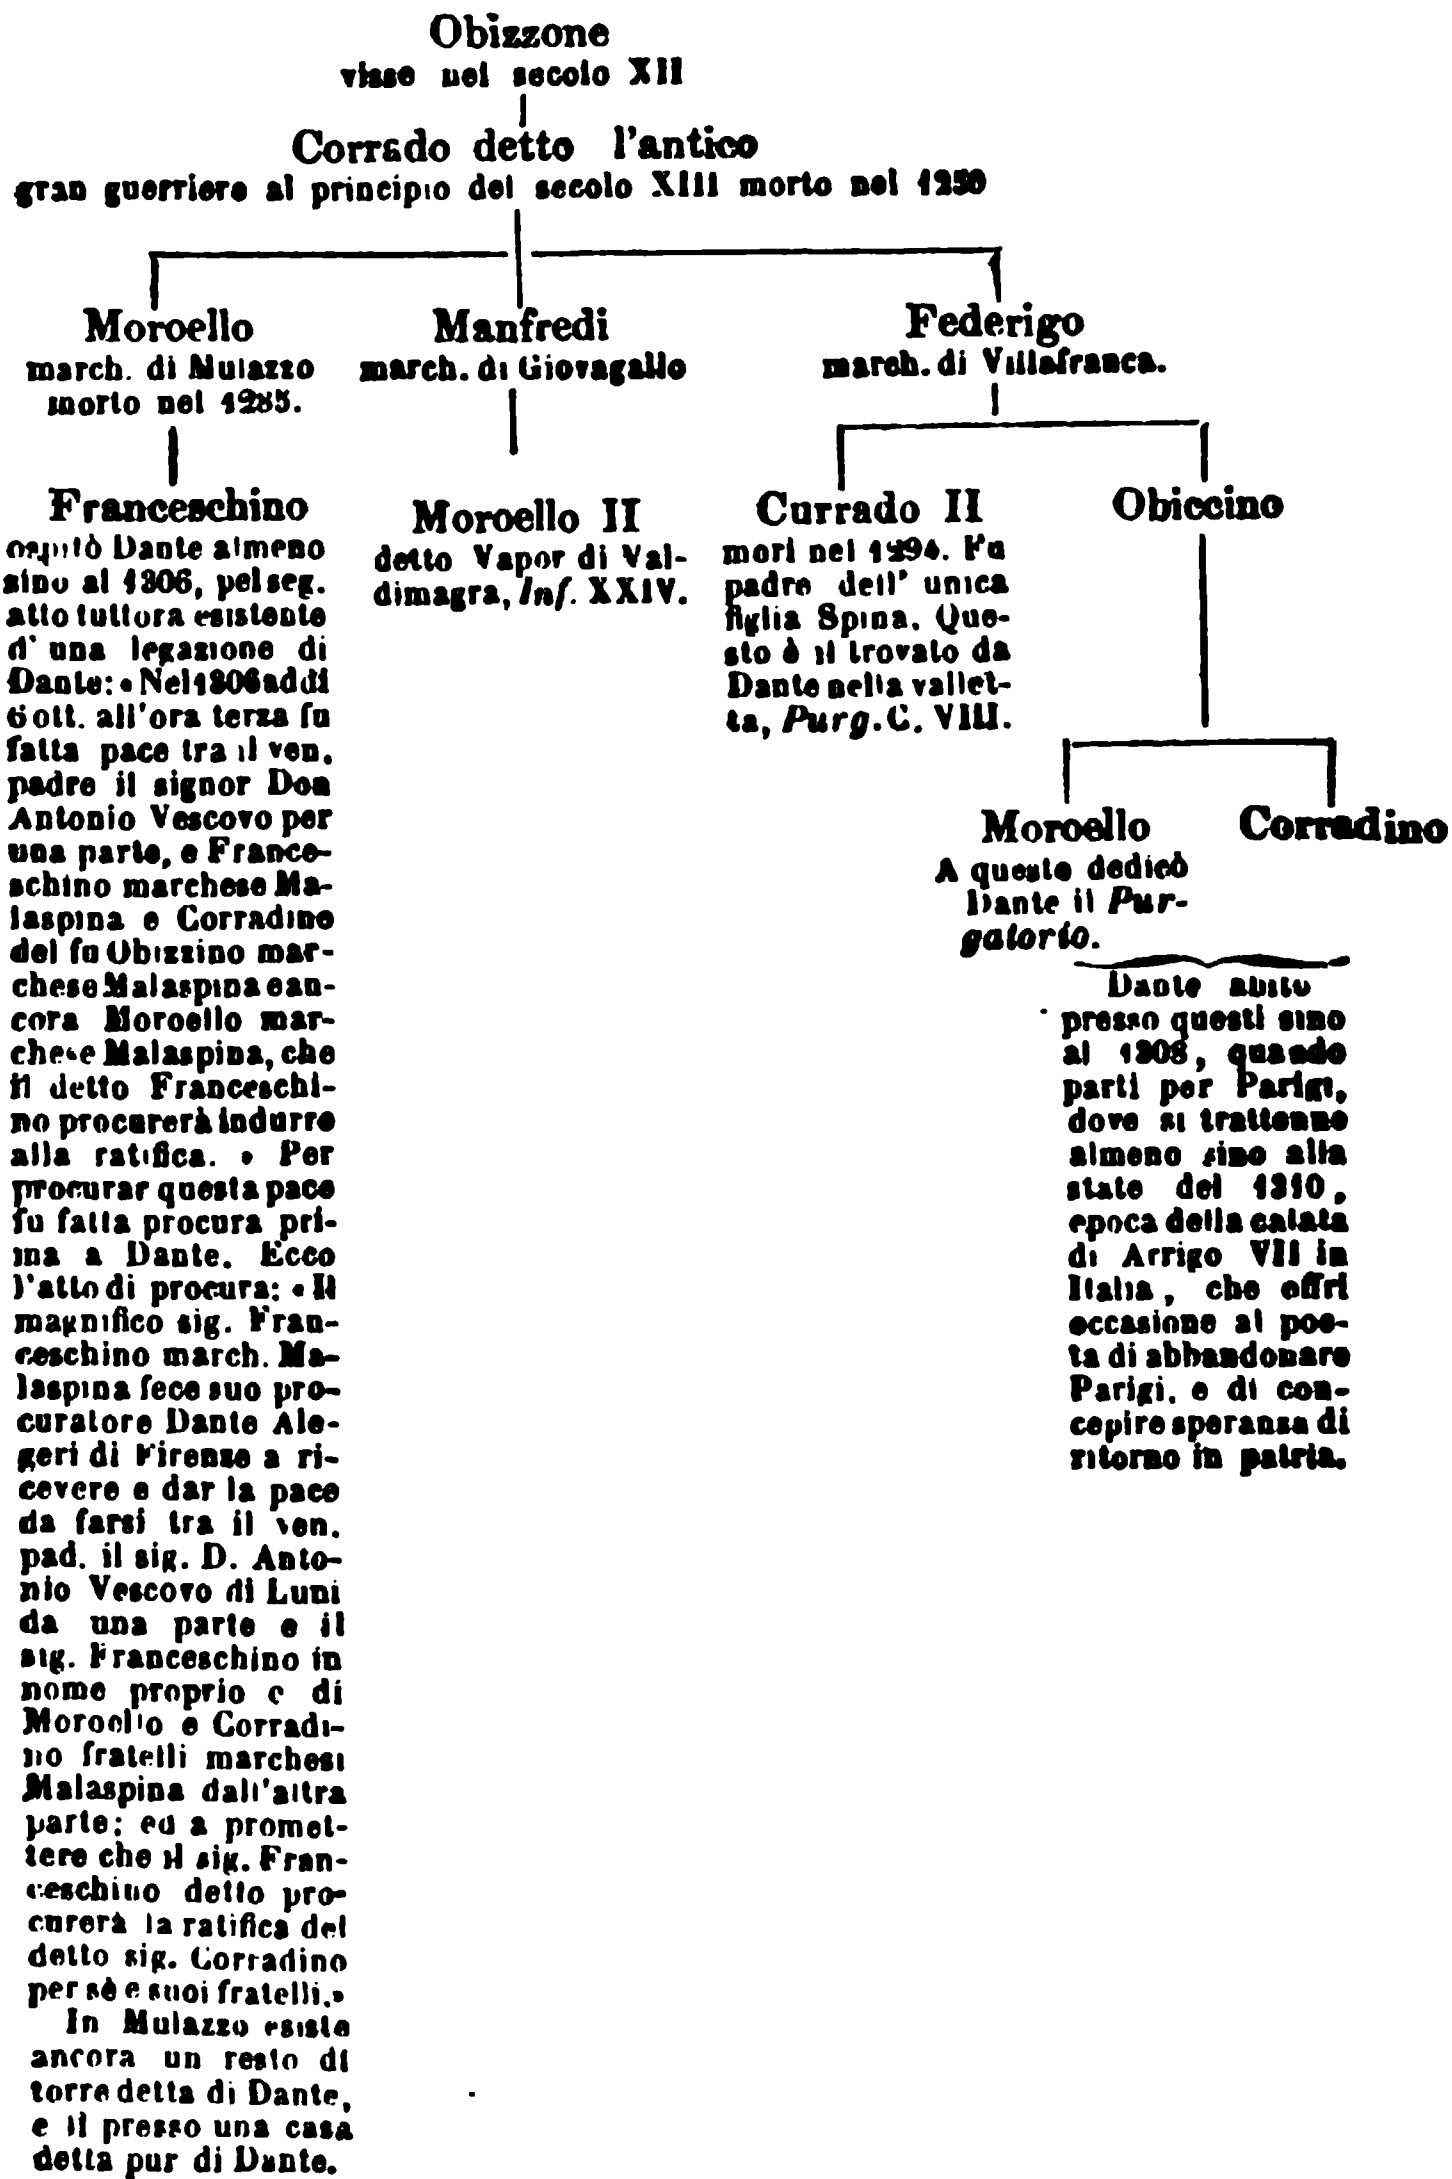 Obizzone
visse nel secolo XII
Corrado detto l'antico
gran guerriero al principio del secolo XIII morto nel 1250
Moroello
march. di Mulazzo
morto nel 1285.
Manfredi
march. di Giovagallo
Federigo
march. di Villafranca.
Franceschino
ospitò Dante almeno
sino al 1306, pel seg.
atto tuttora esistente
d'una legazione di
Dante: «Nel 1306 addì
6 ott. all'ora terza fu
fatta pace tra il ven.
padre il signor Don
Antonio Vescovo per
una parte, e France-
schino marchese Ma-
laspina e Corradino
del fu Obizzino mar-
chese Malaspina e an-
cora Moroello mar-
chese Malaspina, che
il detto Franceschi-
no procurerà indurre
alla ratifica. » Per
procurar questa pace
fu fatta procura pri-
ma a Dante. Ecco
l'atto di procura: «Il
magnifico sig. Fran-
ceschino march. Ma-
laspina fece suo pro-
curatore Dante Ale-
geri di Firenze a ri-
cevere e dar la pace
da farsi tra il ven.
pad. il sig. D. Anto-
nio Vescovo di Luni
da una parte e il
sig. Franceschino in
nome proprio e di
Moroello e Corradi-
no fratelli marchesi
Malaspina dall'altra
parte; ed a promet-
tere che il sig. Fran-
ceschino detto pro-
curerà la ratifica del
detto sig. Corradino
per sè e suoi fratelli.»
In Mulazzo esiste
ancora un resto di
torre detta di Dante,
e il presso una casa
detta pur di Dante.
Moroello II
detto Vapor di Val-
dimagra, Inf. XXIV.
Currado II
morì nel 1294. Fu
padre dell' unica
figlia Spina. Que-
sto è il trovato da
Dante nella vallet-
ta, Purg. C. VIII.
Obiccino
Moroello
A questo dedicò
Dante il Pur-
gatorio.
Corradino
Dante abitò
presso questi sino
al 1308, quando
partì per Parigi,
dove si trattenne
almeno sino alla
state del 1310,
epoca della calata
di Arrigo VII in
Italia, che offrì
occasione al poe-
ta di abbandonare
Parigi, e di con-
cepire speranza di
ritorno in patria.